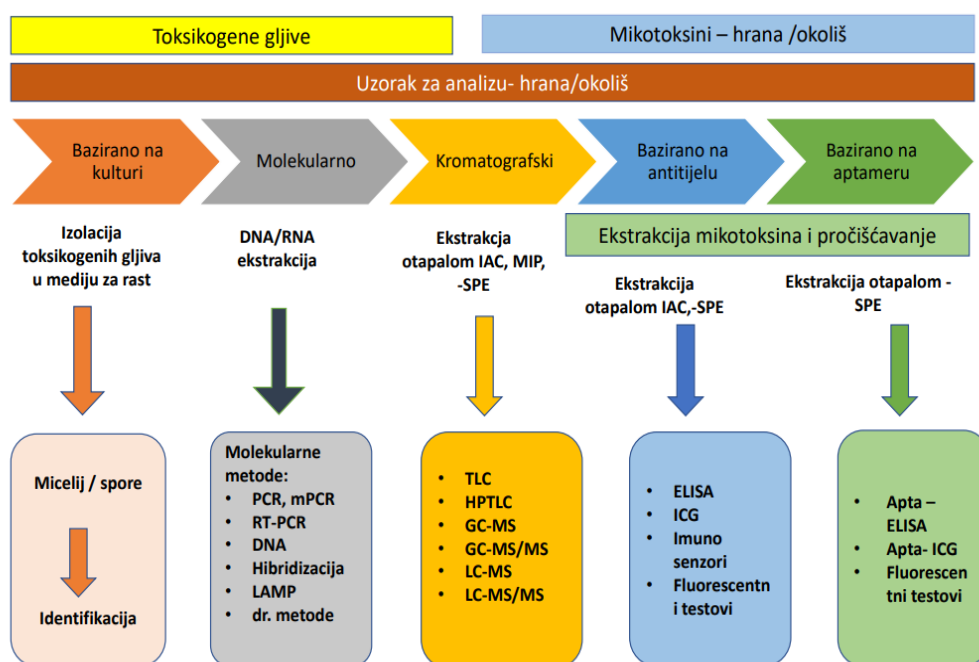 Toksikogene gljive
Mikotoksini – hrana /okoliš
Uzorak za analizu- hrana/okoliš
Bazirano na
kulturi
Molekularno
Kromatografski
Bazirano na
antitijelu
Bazirano na
aptameru
Izolacija
toksikogenih gljiva
u mediju za rast
DNA/RNA
ekstrakcija
Ekstrakcja
otapalom IAC, MIP,
-SPE
Ekstrakcija mikotoksina i pročišćavanje
Ekstrakcija
otapalom IAC,-SPE
Ekstrakcija otapalom -
SPE
Micelij / spore
Identifikacija
Molekularne
metode:
• PCR, mPCR
• RT-PCR
• DNA
• Hibridizacija
• LAMP
• dr. metode
• TLC
• HPTLC
• GC-MS
• GC-MS/MS
• LC-MS
• LC-MS/MS
• ELISA
• ICG
• Imuno
senzori
• Fluorescentn
i testovi
• Apta –
ELISA
• Apta- ICG
• Fluorescen
tni testovi